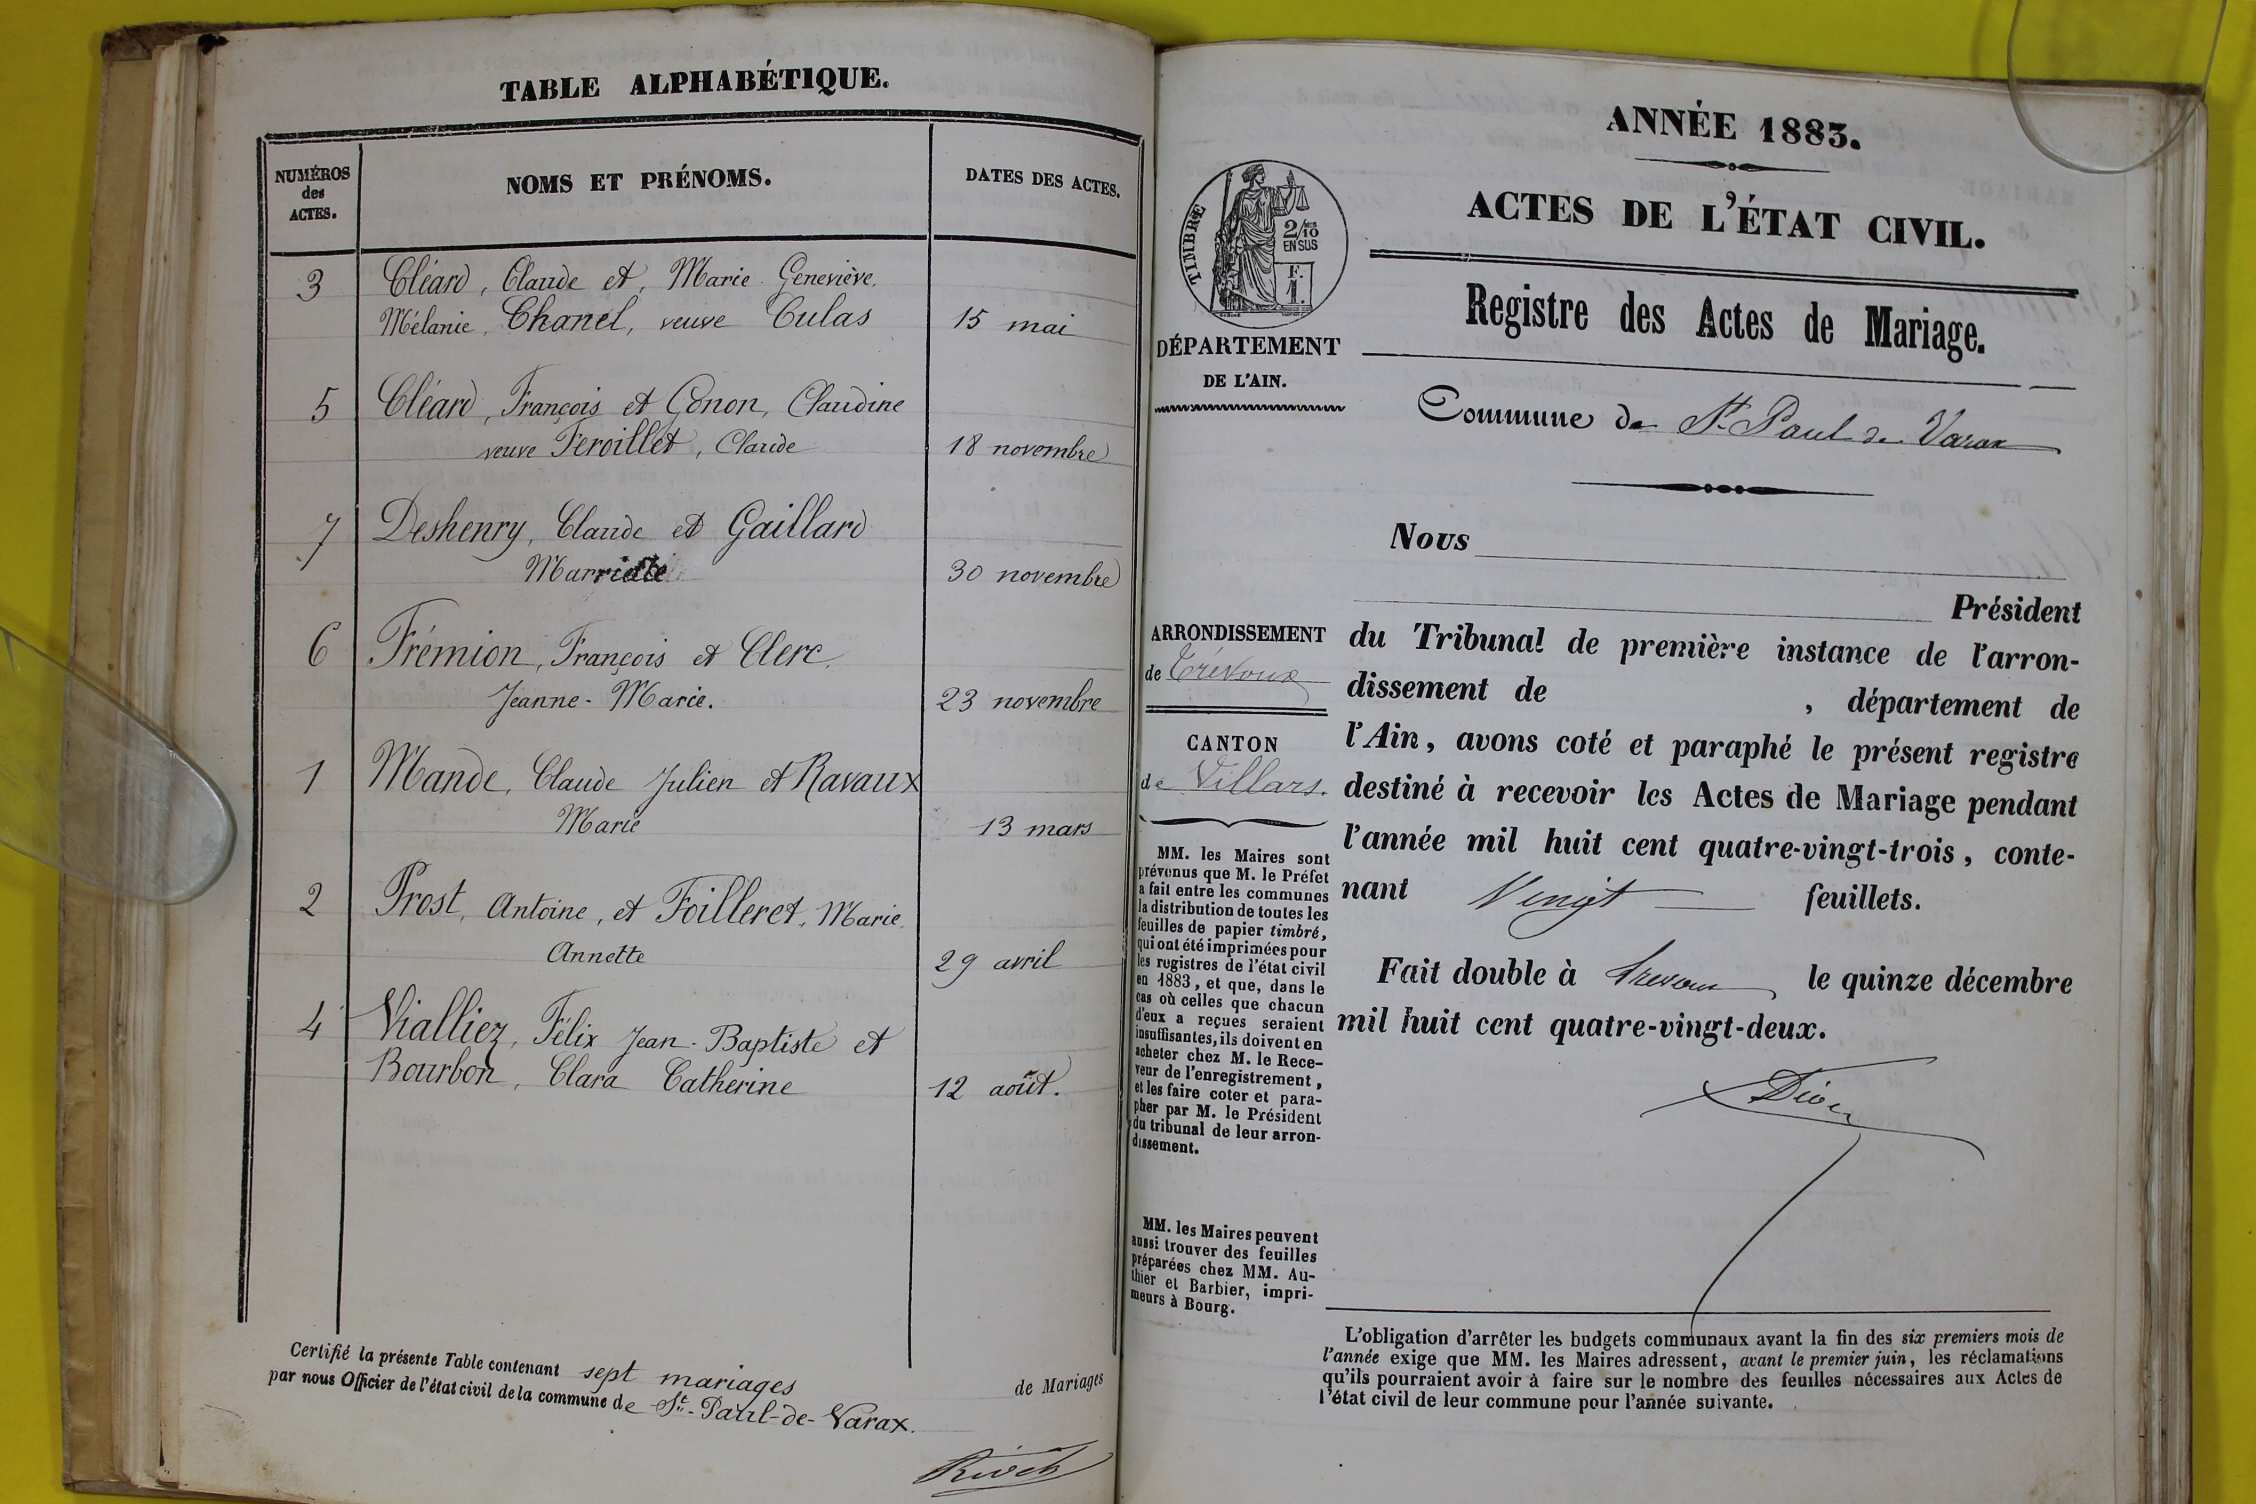 TABLE ALPHABÉTIQUE.
NUMÉROS
des
ACTES.
NOMS ET PRÉNOMS.
DATES DES ACTES.
3 Cléard, Claude et, Marie Geneviève.
Mélanie, Chanel, veuve Culas 15 mai
5 Cléard, François et Gonon, Claudine
veuve Feroillet, Claude 18 novembre
7 Deshenry, Claude et Gaillard
30 novembre
6 Frémion, François et Clerc.
Jeanne-Marie. 23 novembre
1 Mande, Claude Julien et Ravaux
Marie 13 mars
2 Prost, Antoine, et Foilleret, Marie.
Annette 29 avril
4 Vialliez, Félix Jean-Baptiste et
Bourbon, Clara Catherine 12 août.
Certifié la présente Table contenant sept mariages de Mariages
par nous Officier de l'état civil de la commune de St-Paul-de-Varax.
ANNÉE 1883.
ACTES DE L'ÉTAT CIVIL.
TIMBRE
2/10
EN SUS
F.
1.
Registre des Actes de Mariage.
DÉPARTEMENT
DE L'AIN.
Commune de St Paul de Varax
Nous
Président
ARRONDISSEMENT
de Trévoux
CANTON
de Villars.
du Tribunal de première instance de l'arron-
dissement de , département de
l'Ain, avons coté et paraphé le présent registre
destiné à recevoir les Actes de Mariage pendant
l'année mil huit cent quatre-vingt-trois, conte-
nant Vingt feuillets.
Fait double à Trevoux le quinze décembre
mil huit cent quatre-vingt-deux.
MM. les Maires sont
prévenus que M. le Préfet
a fait entre les communes
la distribution de toutes les
feuilles de papier timbré,
qui ont été imprimées pour
les registres de l'état civil
en 1883, et que, dans le
cas où celles que chacun
d'eux a reçues seraient
insuffisantes, ils doivent en
acheter chez M. le Rece-
veur de l'enregistrement,
et les faire coter et para-
pher par M. le Président
du tribunal de leur arron-
dissement.
MM. les Maires peuvent
aussi trouver des feuilles
préparées chez MM. Au-
thier et Barbier, impri-
meurs à Bourg.
L'obligation d'arrêter les budgets communaux avant la fin des six premiers mois de
l'année exige que MM. les Maires adressent, avant le premier juin, les réclamations
qu'ils pourraient avoir à faire sur le nombre des feuilles nécessaires aux Actes de
l'état civil de leur commune pour l'année suivante.